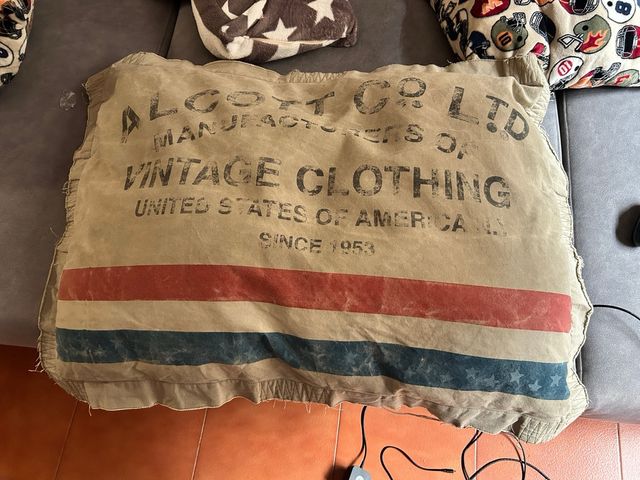 ALCOTT CO LTD
MANUFACTURERS OF
VINTAGE CLOTHING
UNITED STATES OF AMERICA
SINCE 1953